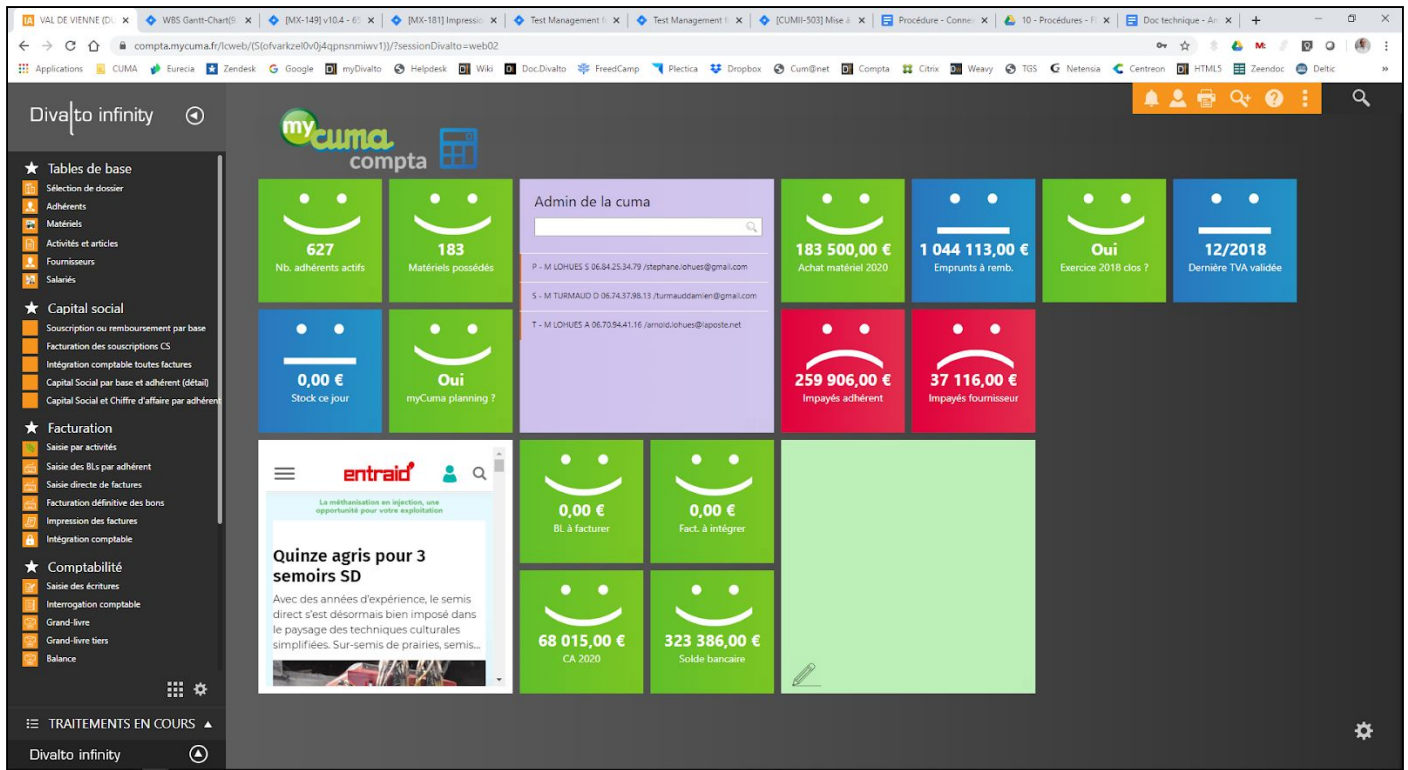 VAL DE VIENNE (DU
WBS Gantt-Chart(9
[MX-149] v10.4 - 65
[MX-181] Impressio
Test Management f
Test Management f
[CUMII-503] Mise à
Procédure - Conne
10 - Procédures - F
Doc technique - An
compta.mycuma.fr/lcweb/(S(ofvarkzel0v0j4qpnsnmiwv1))/?sessionDivalto=web02
Applications CUMA Eurecia Zendesk Google myDivalto Helpdesk Wiki Doc.Divalto FreedCamp Plectica Dropbox Cum@net Compta Citrix Weavy TGS Netensia Centreon HTML5 Zeendoc Deltic »
Divalto infinity
Tables de base
Sélection de dossier
Adhérents
Matériels
Activités et articles
Fournisseurs
Salariés
Capital social
Souscription ou remboursement par base
Facturation des souscriptions CS
Intégration comptable toutes factures
Capital Social par base et adhérent (détail)
Capital Social et Chiffre d'affaire par adhérent
Facturation
Saisie par activités
Saisie des BLs par adhérent
Saisie directe de factures
Facturation définitive des bons
Impression des factures
Intégration comptable
Comptabilité
Saisie des écritures
Interrogation comptable
Grand-livre
Grand-livre tiers
Balance
TRAITEMENTS EN COURS
Divalto infinity
mycuma
compta
627
Nb. adhérents actifs
183
Matériels possédés
Admin de la cuma
P - M LOHUES S 06.84.25.34.79 /stephane.lohues@gmail.com
S - M TURMAUD D 06.74.37.98.13 /turmauddamien@gmail.com
T - M LOHUES A 06.70.94.41.16 /arnold.lohues@laposte.net
183 500,00 €
Achat matériel 2020
1 044 113,00 €
Emprunts à remb.
Oui
Exercice 2018 clos ?
12/2018
Dernière TVA validée
0,00 €
Stock ce jour
Oui
myCuma planning ?
259 906,00 €
Impayés adhérent
37 116,00 €
Impayés fournisseur
entraid'
La méthanisation en injection, une
opportunité pour votre exploitation
Quinze agris pour 3
semoirs SD
Avec des années d'expérience, le semis
direct s'est désormais bien imposé dans
le paysage des techniques culturales
simplifiées. Sur-semis de prairies, semis...
0,00 €
BL à facturer
0,00 €
Fact. à intégrer
68 015,00 €
CA 2020
323 386,00 €
Solde bancaire